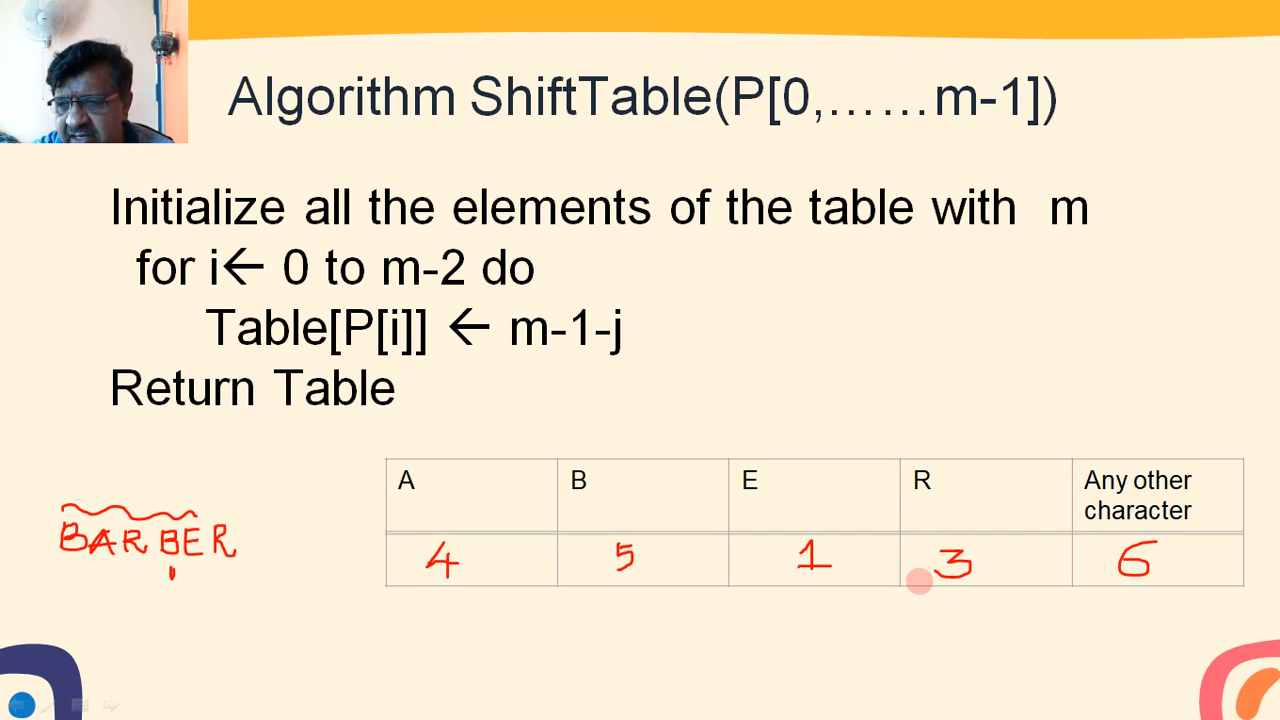 Algorithm ShiftTable(P[0,……m-1])
Initialize all the elements of the table with m
for i← 0 to m-2 do
Table[P[i]] ← m-1-j
Return Table
A B E R Any other
character
BARBER
4 5 1 3 6